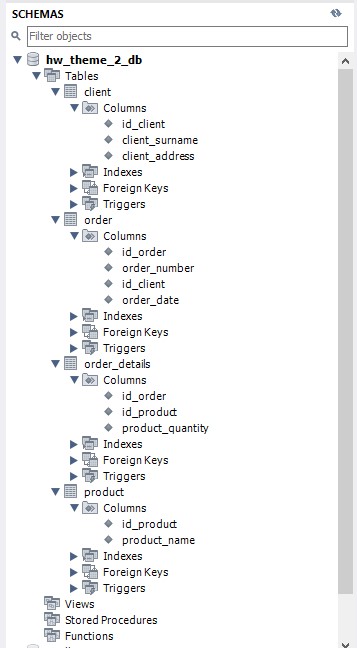 SCHEMAS
Filter objects
hw_theme_2_db
Tables
client
Columns
id_client
client_surname
client_address
Indexes
Foreign Keys
Triggers
order
Columns
id_order
order_number
id_client
order_date
Indexes
Foreign Keys
Triggers
order_details
Columns
id_order
id_product
product_quantity
Indexes
Foreign Keys
Triggers
product
Columns
id_product
product_name
Indexes
Foreign Keys
Triggers
Views
Stored Procedures
Functions